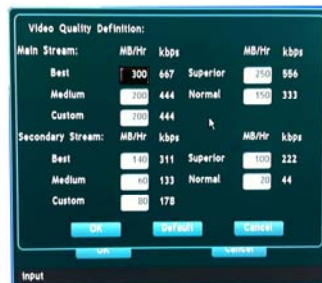 Video Quality Definition:
Main Stream: MB/Hr kbps MB/Hr kbps
Best 300 667 Superior 250 556
Medium 200 444 Normal 150 333
Custom 200 444
Secondary Stream: MB/Hr kbps MB/Hr kbps
Best 140 311 Superior 100 222
Medium 60 133 Normal 20 44
Custom 80 178
OK Default Cancel
OK Cancel
Input